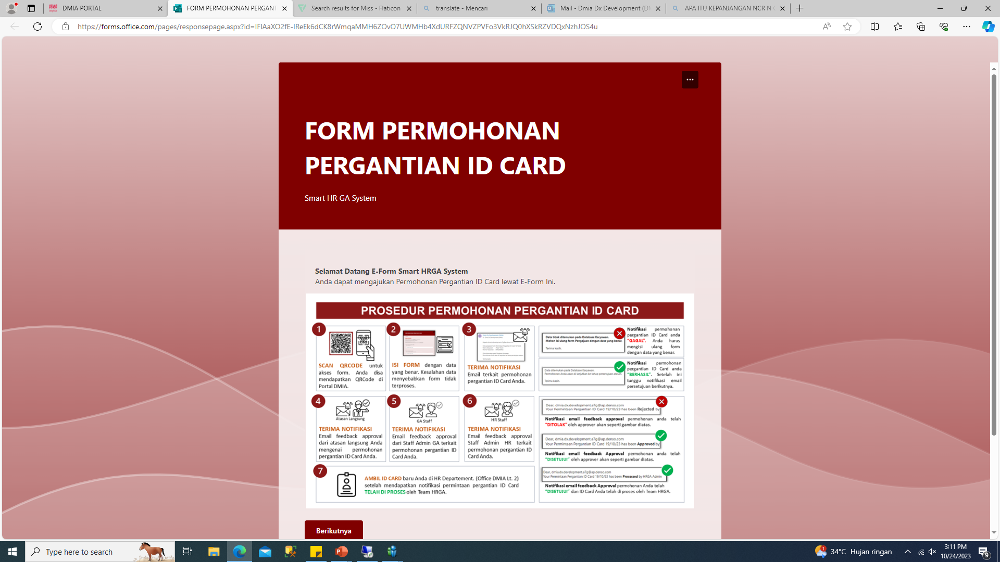 DMIA PORTAL
FORM PERMOHONAN PERGANT
Search results for Miss - Flaticon
translate - Mencari
Mail - Dmia Dx Development (DM
APA ITU KEPANJANGAN NCR N
https://forms.office.com/pages/responsepage.aspx
FORM PERMOHONAN
PERGANTIAN ID CARD
Smart HR GA System
Selamat Datang E-Form Smart HRGA System
Anda dapat mengajukan Permohonan Pergantian ID Card lewat E-Form Ini.
PROSEDUR PERMOHONAN PERGANTIAN ID CARD
1
SCAN QRCODE untuk
akses form. Anda disa
mendapatkan QRCode di
Portal DMIA.
2
ISI FORM dengan data
yang benar. Kesalahan data
menyebabkan form tidak
terproses.
3
TERIMA NOTIFIKASI
Email terkait permohonan
pergantian ID Card Anda.
Data tidak ditemukan pada Database Karyawan.
Mohon Isi ulang form Pengajuan dengan data yang benar.
Terima kasih.
Notifikasi permohonan
pergantian ID Card anda
"GAGAL". Anda harus
mengisi ulang form
dengan data yang benar.
Data ditemukan pada Database Karyawan.
Permohonan Anda akan di lanjutkan ke tahap persetujuan atasan.
Terima kasih.
Notifikasi permohonan
pergantian ID Card anda
"BERHASIL". Setelah ini
tunggu notifikasi email
persetujuan berikutnya.
4
Atasan Langsung
TERIMA NOTIFIKASI
Email feedback approval
dari atasan langsung Anda
mengenai permohonan
pergantian ID Card Anda.
5
GA Staff
TERIMA NOTIFIKASI
Email feedback approval
dari Staff Admin GA terkait
permohonan pergantian ID
Card Anda.
6
HR Staff
TERIMA NOTIFIKASI
Email feedback approval
Staff Admin HR terkait
permohonan pergantian ID
Card Anda.
Dear, dmia.dx.development.a7g@ap.denso.com
Your Permintaan Pergantian ID Card 19/10/23 has been Rejected by
Notifikasi email feedback approval permohonan anda telah
"DITOLAK" oleh approver akan seperti gambar diatas.
Dear, dmia.dx.development.a7g@ap.denso.com
Your Permintaan Pergantian ID Card 19/10/23 has been Approved by
Notifikasi email feedback Approval permohonan anda telah
"DISETUJUI" oleh approver akan seperti gambar diatas.
Dear, dmia.dx.development.a7g@ap.denso.com
Your Permintaan Pergantian ID Card 19/10/23 has been Processed by HRGA Admin
Notifikasi email feedback Approval permohonan Anda telah
"DISETUJUI" dan ID Card Anda telah di proses oleh Team HRGA.
7
AMBIL ID CARD baru Anda di HR Departement. (Office DMIA Lt. 2)
setelah mendapatkan notifikasi permintaan pergantian ID Card
TELAH DI PROSES oleh Team HRGA.
Berikutnya
Type here to search
34°C Hujan ringan
3:11 PM
10/24/2023
9